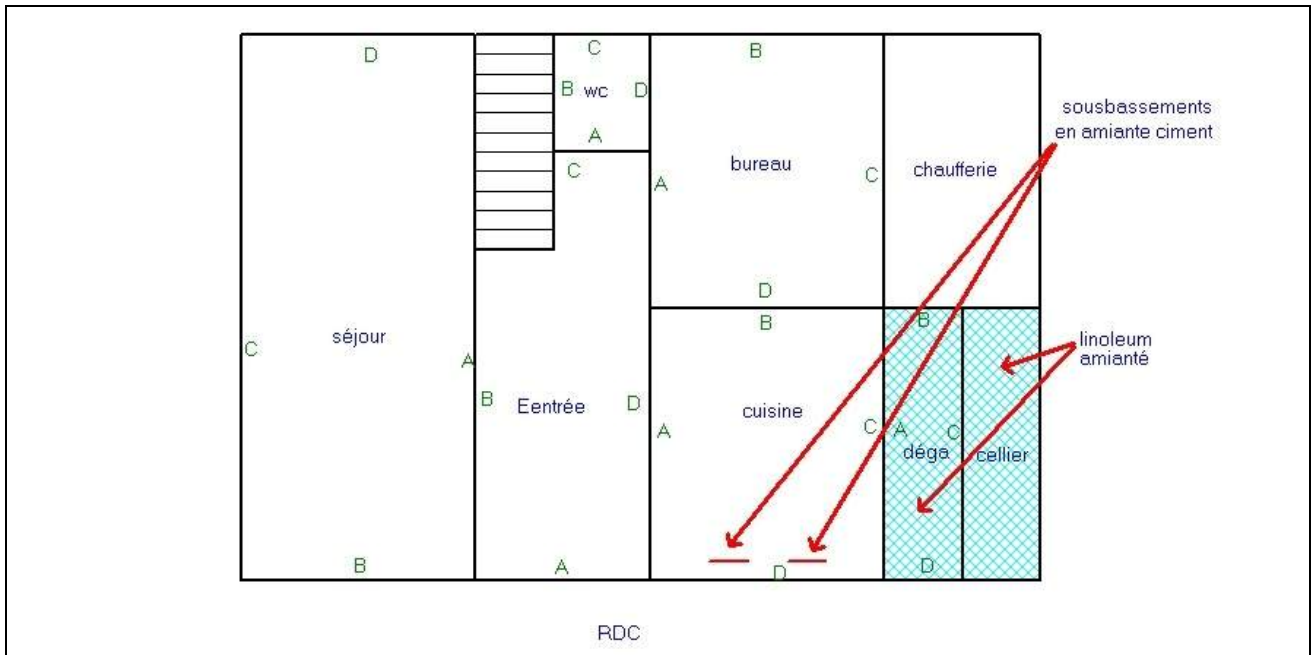 D
C
B
wc
D
A
B
sousbassements
en amiante ciment
C
A
bureau
C
chaufferie
D
B
B
C
séjour
A
linoleum
amianté
B
Eentrée
D
A
cuisine
C
A
C
déga
cellier
B
A
D
D
RDC